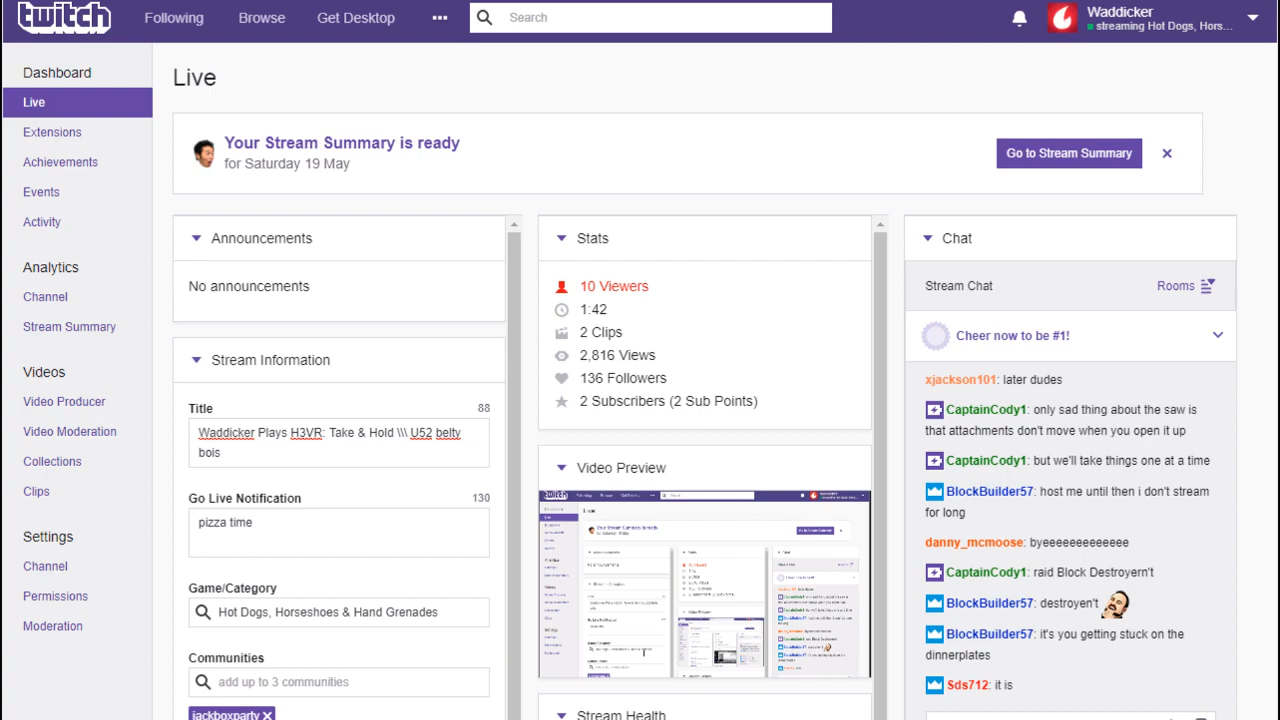 twitch Following Browse Get Desktop ••• Search Waddicker
streaming Hot Dogs, Hors...
Dashboard
Live
Extensions
Achievements
Events
Activity
Analytics
Channel
Stream Summary
Videos
Video Producer
Video Moderation
Collections
Clips
Settings
Channel
Permissions
Moderation
Live
Your Stream Summary is ready
for Saturday 19 May
Go to Stream Summary
Announcements
No announcements
Stream Information
Title 88
Waddicker Plays H3VR: Take & Hold \\\ U52 belty
bois
Go Live Notification 130
pizza time
Game/Category
Hot Dogs, Horseshoes & Hand Grenades
Communities
add up to 3 communities
jackboxparty
Stats
10 Viewers
1:42
2 Clips
2,816 Views
136 Followers
2 Subscribers (2 Sub Points)
Video Preview
Stream Health
Chat
Stream Chat Rooms
Cheer now to be #1!
xjackson101: later dudes
CaptainCody1: only sad thing about the saw is
that attachments don't move when you open it up
CaptainCody1: but we'll take things one at a time
BlockBuilder57: host me until then i don't stream
for long
danny_mcmoose: byeeeeeeeeeeeee
CaptainCody1: raid Block Destroyern't
BlockBuilder57: destroyen't
BlockBuilder57: it's you getting stuck on the
dinnerplates
Sds712: it is